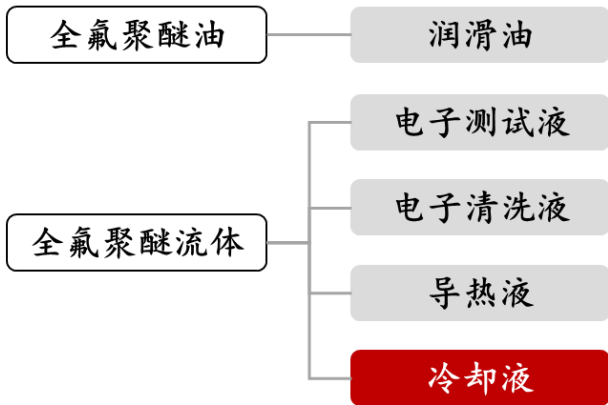 全氟聚醚油
润滑油
电子测试液
电子清洗液
全氟聚醚流体
导热液
冷却液